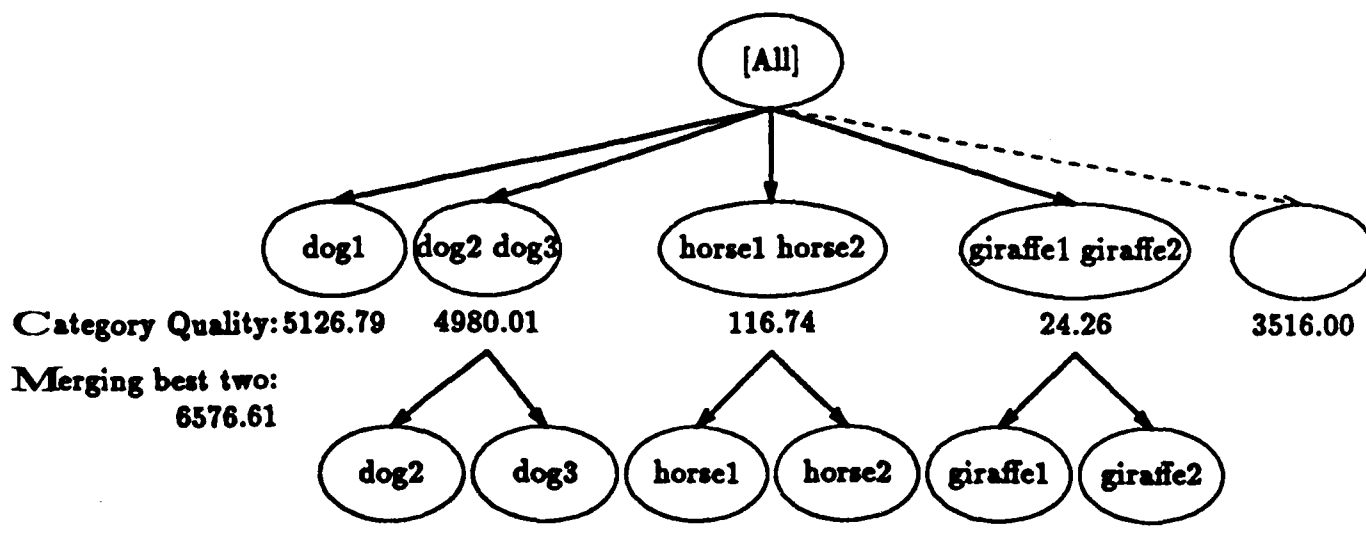 [All]
dog1 dog2 dog3 horse1 horse2 giraffe1 giraffe2
Category Quality: 5126.79 4980.01 116.74 24.26 3516.00
Merging best two:
6576.61
dog2 dog3 horse1 horse2 giraffe1 giraffe2